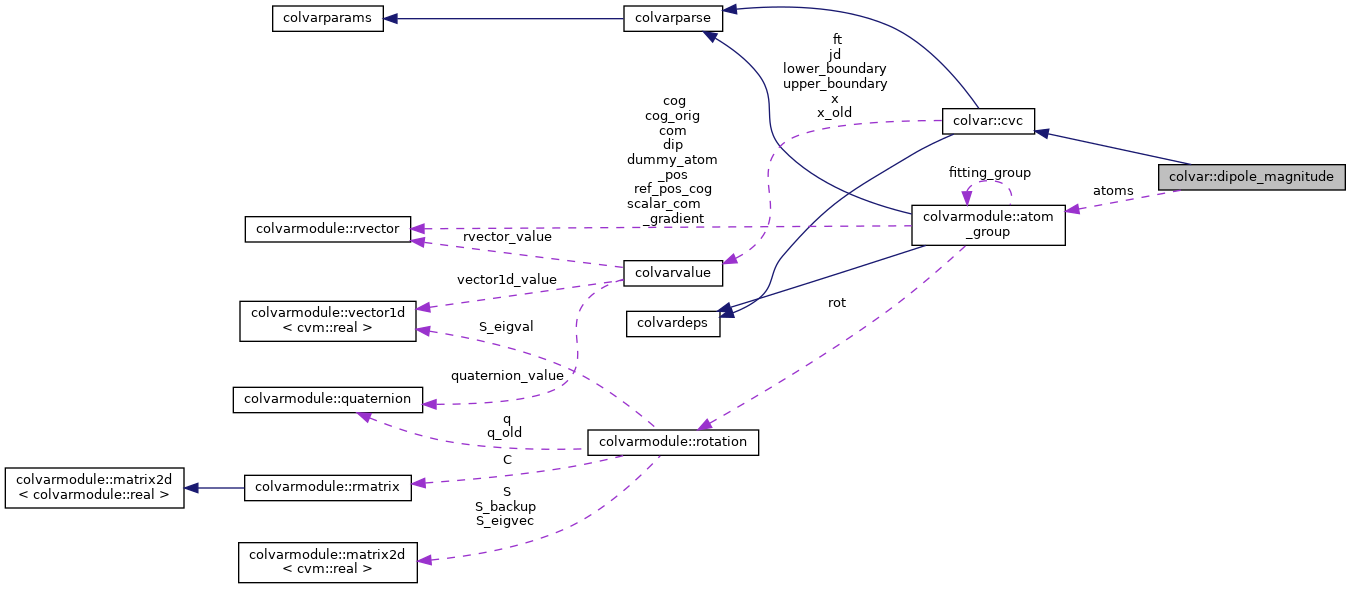 colvarparams
colvarparse
ft
jd
lower_boundary
upper_boundary
x
x_old
cog
cog_orig
com
dip
dummy_atom
_pos
ref_pos_cog
scalar_com
_gradient
colvar::cvc
colvar::dipole_magnitude
fitting_group
atoms
colvarmodule::atom
_group
colvarmodule::rvector
rvector_value
colvarvalue
vector1d_value
colvarmodule::vector1d
< cvm::real >
S_eigval
colvardeps
rot
quaternion_value
colvarmodule::quaternion
q
q_old
colvarmodule::rotation
C
colvarmodule::matrix2d
< colvarmodule::real >
colvarmodule::rmatrix
S
S_backup
S_eigvec
colvarmodule::matrix2d
< cvm::real >